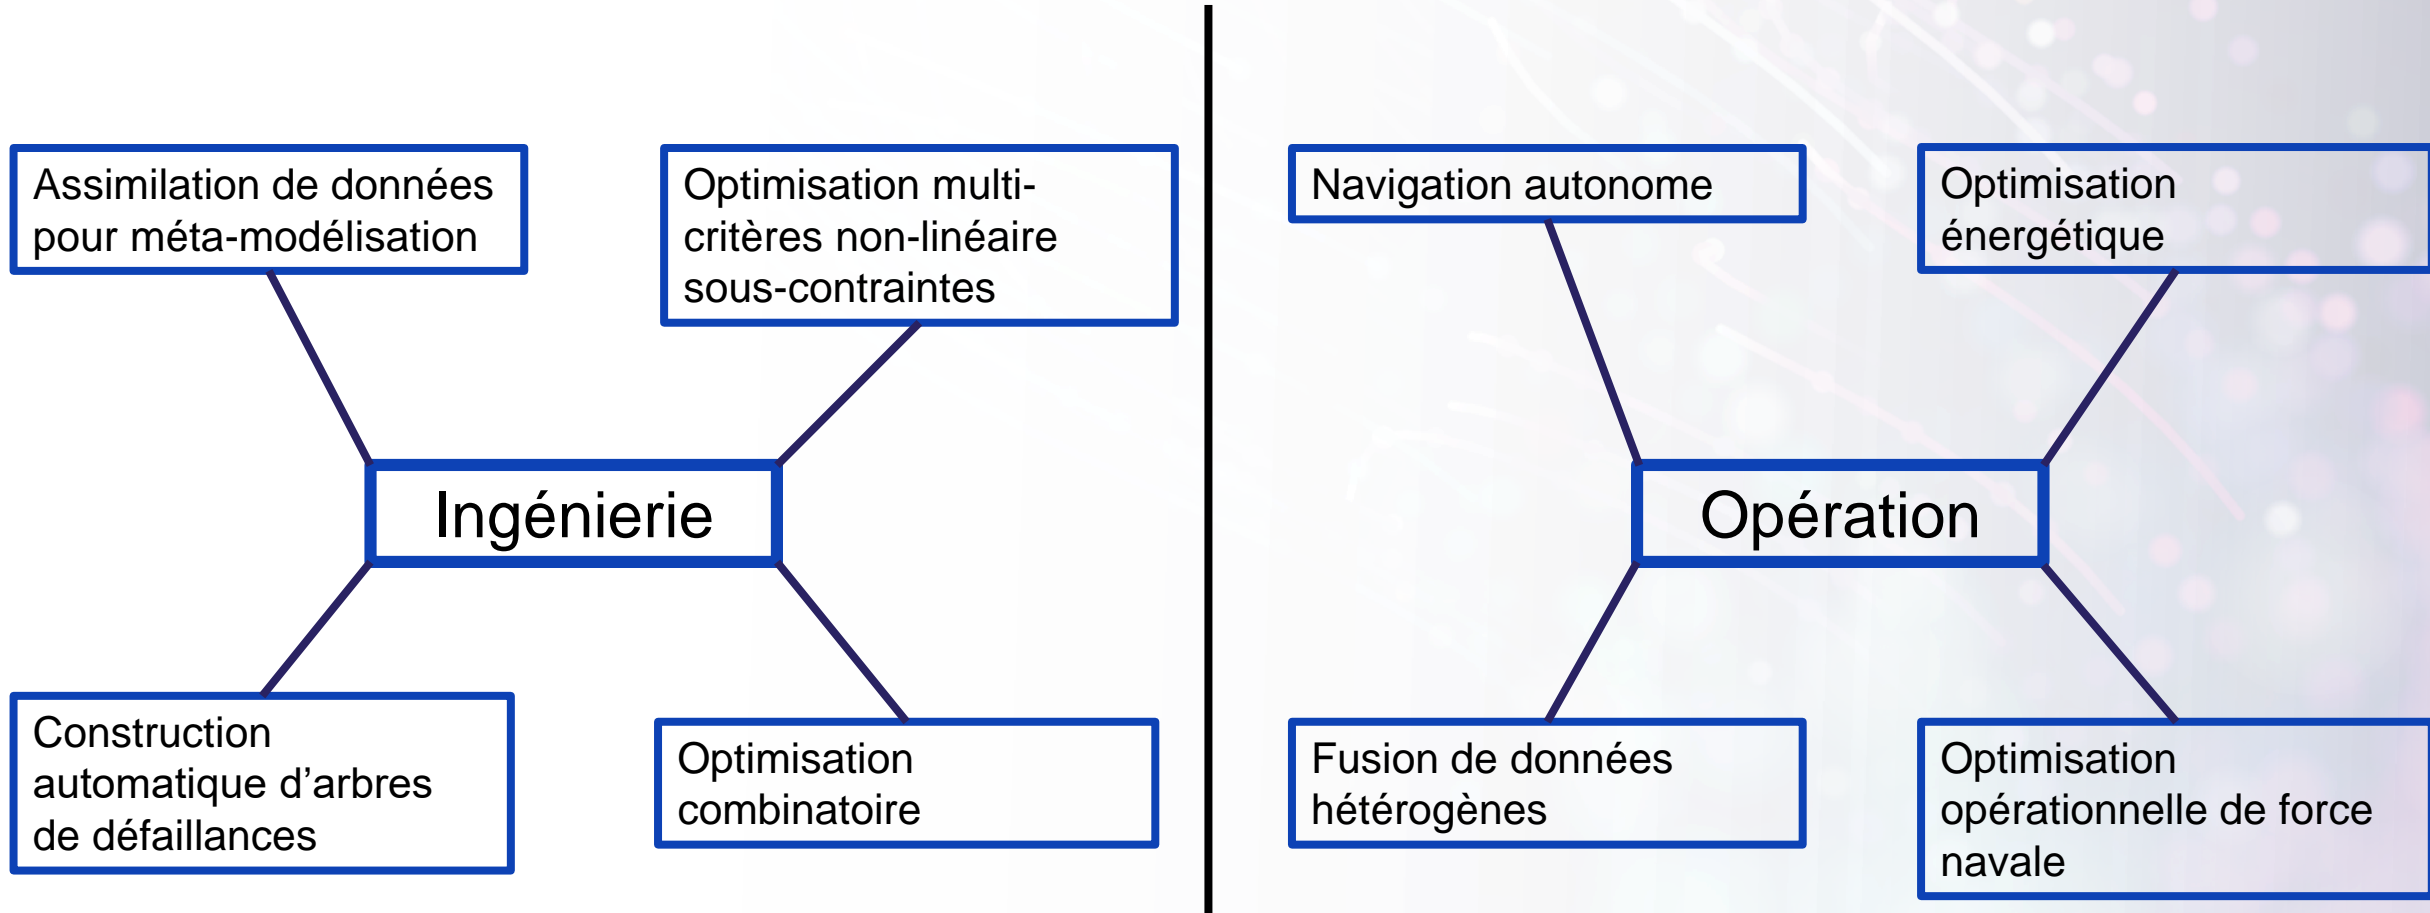 Assimilation de données
pour méta-modélisation
Optimisation multi-
critères non-linéaire
sous-contraintes
Ingénierie
Construction
automatique d’arbres
de défaillances
Optimisation
combinatoire
Navigation autonome
Optimisation
énergétique
Opération
Fusion de données
hétérogènes
Optimisation
opérationnelle de force
navale